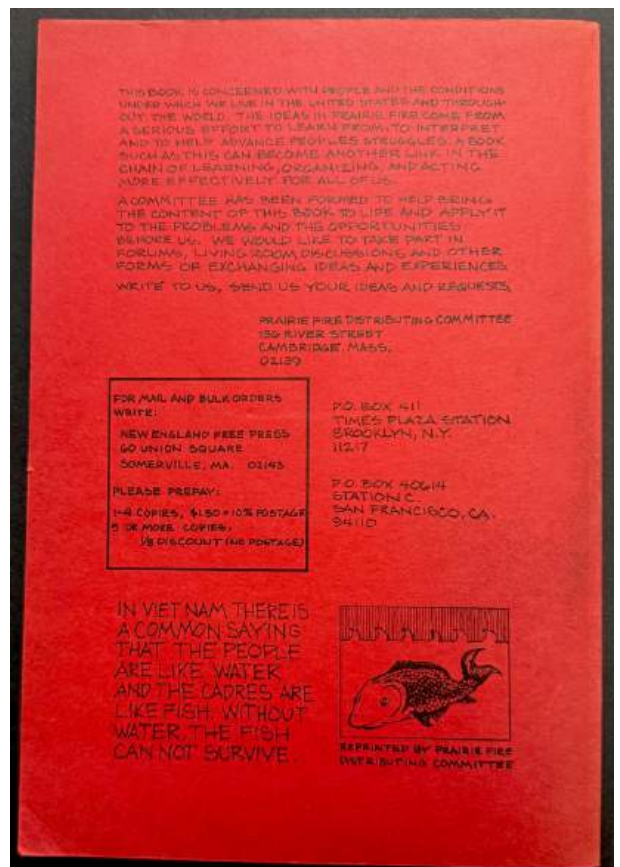 THIS BOOK IS CONCERNED WITH PEOPLE AND THE CONDITIONS
UNDER WHICH WE LIVE IN THE UNITED STATES AND THROUGH-
OUT THE WORLD. THE IDEAS IN PRAIRIE FIRE COME FROM
A SERIOUS EFFORT TO LEARN FROM, TO INTERPRET
AND TO HELP ADVANCE PEOPLES STRUGGLES. A BOOK
SUCH AS THIS CAN BECOME ANOTHER LINK IN THE
CHAIN OF LEARNING, ORGANIZING, AND ACTING
MORE EFFECTIVELY FOR ALL OF US.
A COMMITTEE HAS BEEN FORMED TO HELP BRING
THE CONTENT OF THIS BOOK TO LIFE AND APPLY IT
TO THE PROBLEMS AND THE OPPORTUNITIES
BEFORE US. WE WOULD LIKE TO TAKE PART IN
FORUMS, LIVING ROOM DISCUSSIONS AND OTHER
FORMS OF EXCHANGING IDEAS AND EXPERIENCES
WRITE TO US, SEND US YOUR IDEAS AND REQUESTS,
PRAIRIE FIRE DISTRIBUTING COMMITTEE
136 RIVER STREET
CAMBRIDGE. MASS.
02139
FOR MAIL AND BULK ORDERS
WRITE:
NEW ENGLAND FREE PRESS
60 UNION SQUARE
SOMERVILLE, MA. 02143
PLEASE PREPAY:
1-4 COPIES, $1.50 + 10% POSTAGE
5 OR MORE COPIES,
1/3 DISCOUNT (NO POSTAGE)
P.O. BOX 411
TIMES PLAZA STATION
BROOKLYN, N.Y.
11217
P.O. BOX 40614
STATION C.
SAN FRANCISCO, CA.
94110
IN VIET NAM THERE IS
A COMMON SAYING
THAT THE PEOPLE
ARE LIKE WATER
AND THE CADRES ARE
LIKE FISH. WITHOUT
WATER, THE FISH
CAN NOT SURVIVE.
REPRINTED BY PRAIRIE FIRE
DISTRIBUTING COMMITTEE